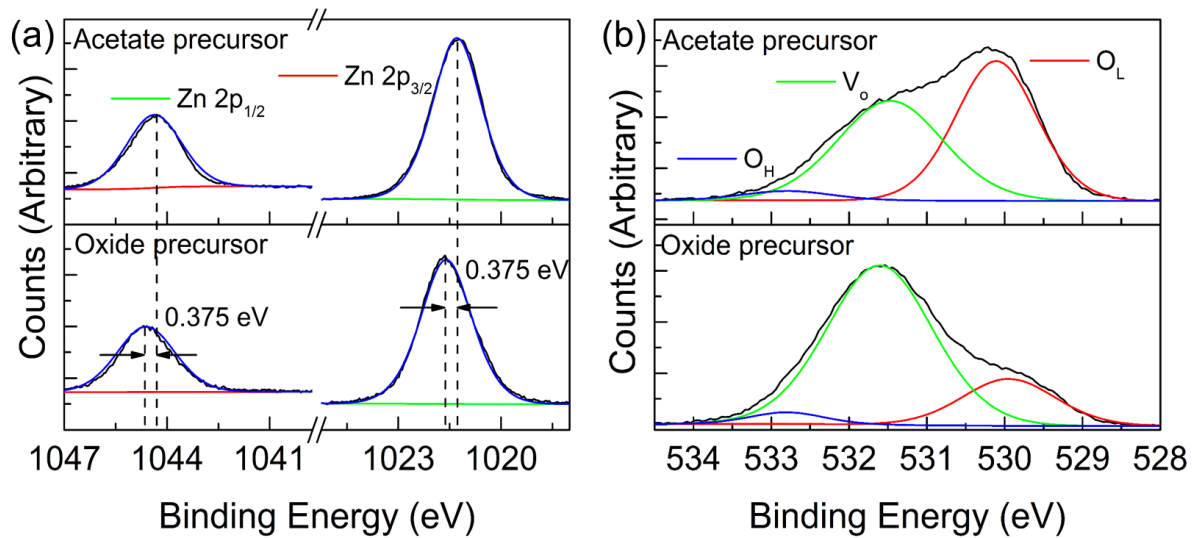 (a)
Acetate precursor
Zn 2p1/2
Zn 2p3/2
Oxide precursor
0.375 eV
0.375 eV
Counts (Arbitrary)
1047 1044 1041 1023 1020
Binding Energy (eV)
(b)
Acetate precursor
Vo
OL
OH
Oxide precursor
Counts (Arbitrary)
534 533 532 531 530 529 528
Binding Energy (eV)